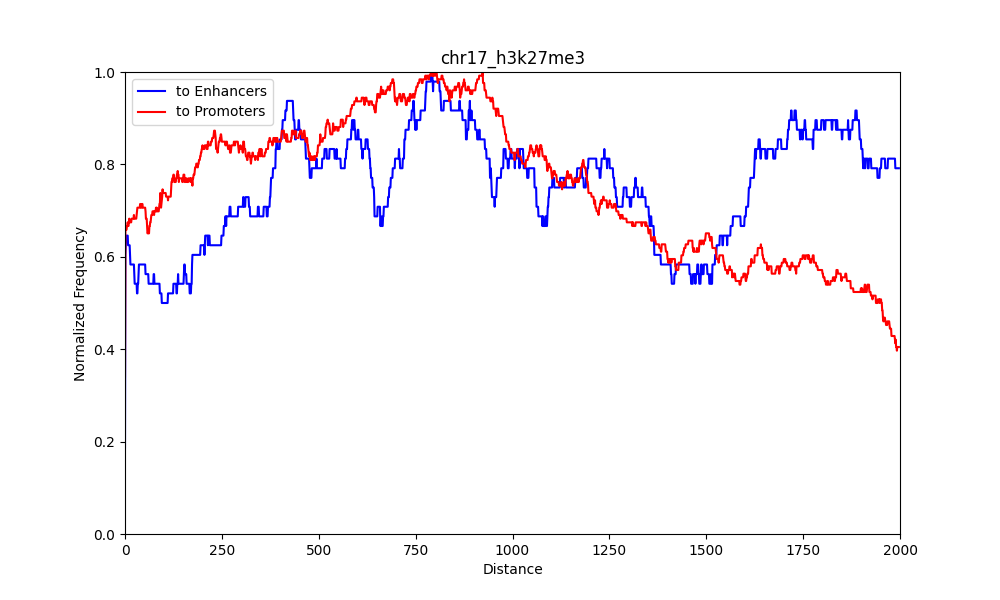 chr17_h3k27me3
to Enhancers
to Promoters
Normalized Frequency
1.0
0.8
0.6
0.4
0.2
0.0
0 250 500 750 1000 1250 1500 1750 2000
Distance